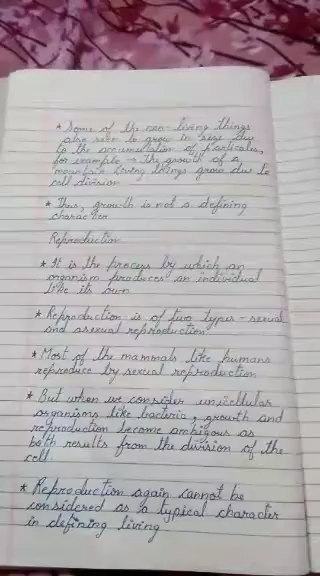 * Some of the non-living things
also seen to grow in size due
to the accumulation of particales,
for example → the growth of a
mountain living things grow due to
cell division
* Thus, growth is not a defining
character
Reproduction
* It is the process by which an
organism produces an individual
like its own
* Reproduction is of two types - sexual
and asexual reproduction
* Most of the mammals like humans
reproduce by sexual reproduction
* But when we consider unicellular
organisms like bacteria, growth and
reproduction become ambigous as
both results from the division of the
cell
* Reproduction again cannot be
considered as a typical character
in defining living